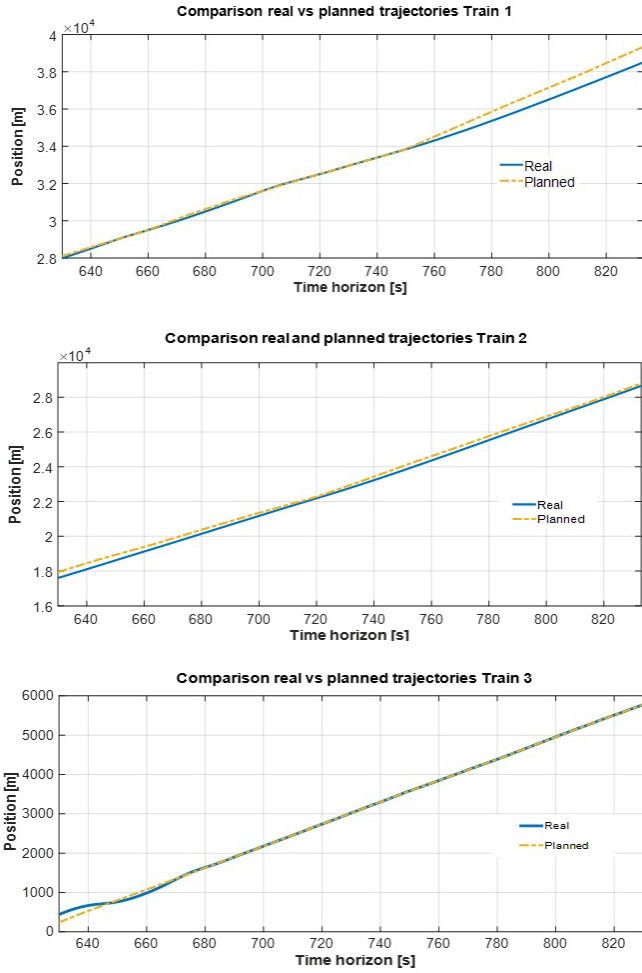 Comparison real vs planned trajectories Train 1
×10⁴
4
3.8
3.6
3.4
3.2
3
2.8
Position [m]
Real
Planned
640 660 680 700 720 740 760 780 800 820
Time horizon [s]
Comparison real and planned trajectories Train 2
×10⁴
2.8
2.6
2.4
2.2
2
1.8
1.6
Position [m]
Real
Planned
640 660 680 700 720 740 760 780 800 820
Time horizon [s]
Comparison real vs planned trajectories Train 3
6000
5000
4000
3000
2000
1000
0
Position [m]
Real
Planned
640 660 680 700 720 740 760 780 800 820
Time horizon [s]